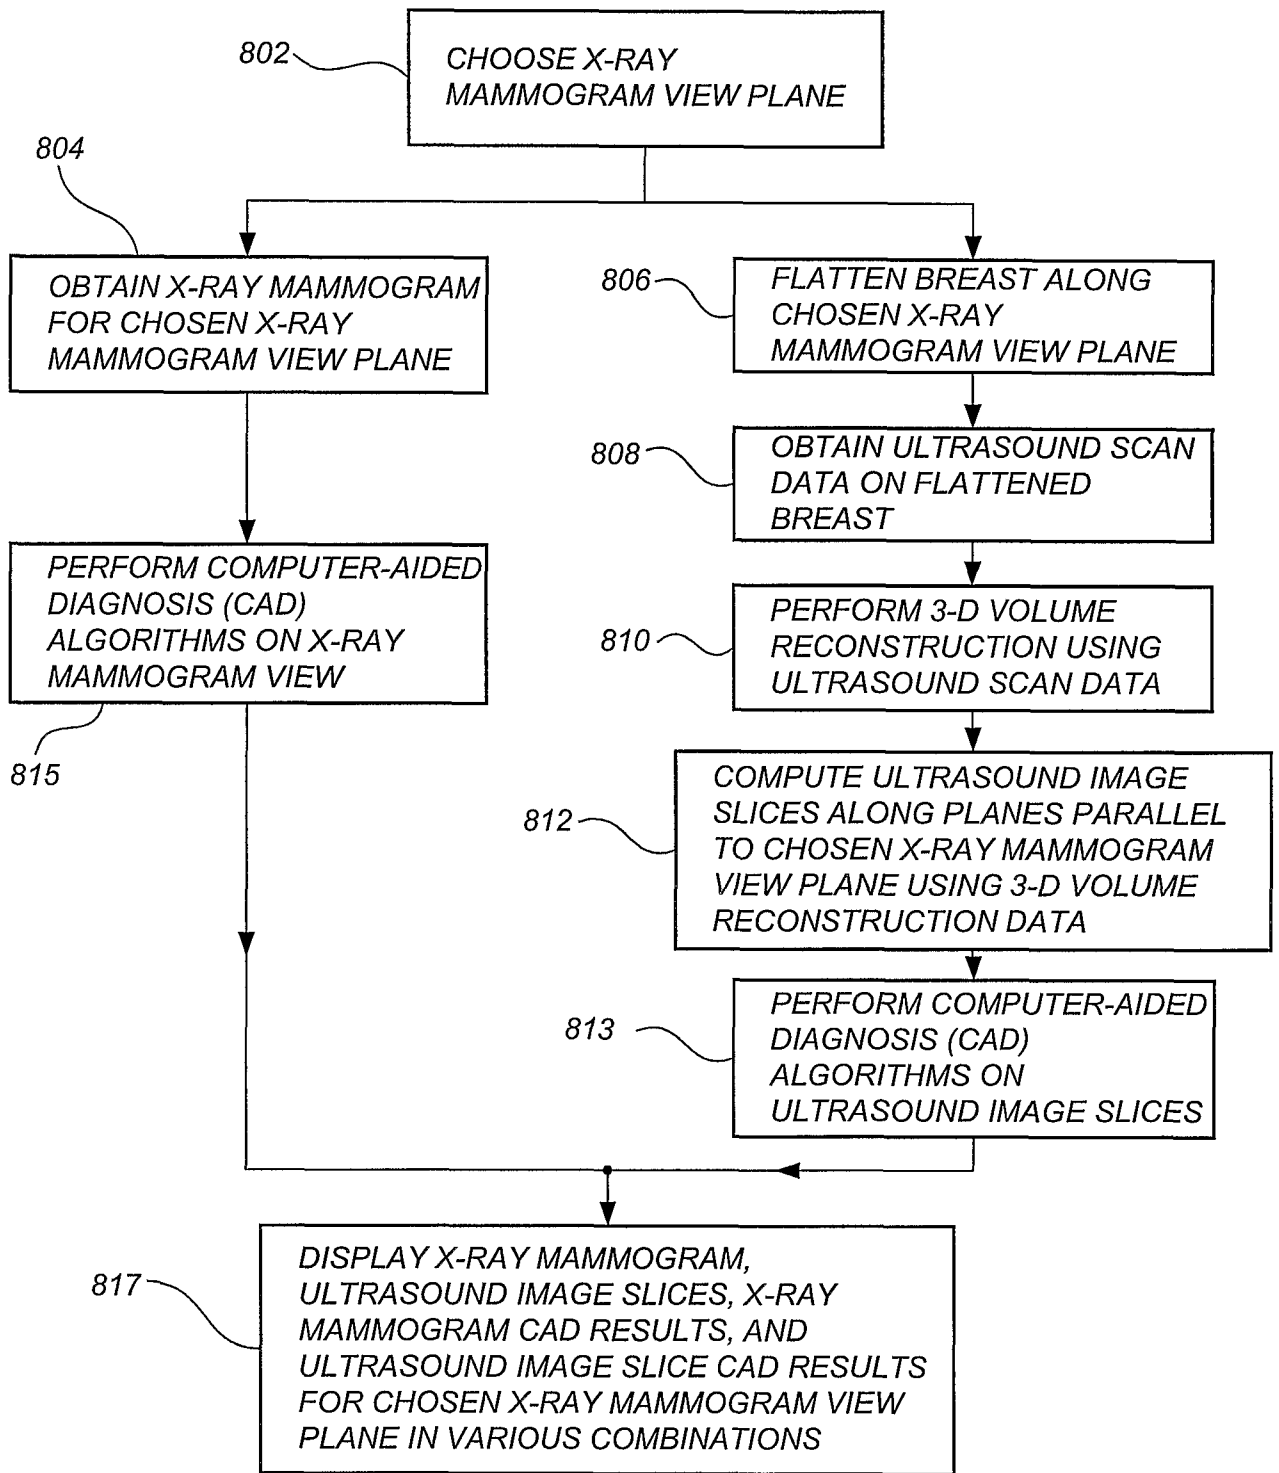 802
CHOOSE X-RAY
MAMMOGRAM VIEW PLANE
804
OBTAIN X-RAY MAMMOGRAM
FOR CHOSEN X-RAY
MAMMOGRAM VIEW PLANE
806
FLATTEN BREAST ALONG
CHOSEN X-RAY
MAMMOGRAM VIEW PLANE
808
OBTAIN ULTRASOUND SCAN
DATA ON FLATTENED
BREAST
PERFORM COMPUTER-AIDED
DIAGNOSIS (CAD)
ALGORITHMS ON X-RAY
MAMMOGRAM VIEW
815
810
PERFORM 3-D VOLUME
RECONSTRUCTION USING
ULTRASOUND SCAN DATA
812
COMPUTE ULTRASOUND IMAGE
SLICES ALONG PLANES PARALLEL
TO CHOSEN X-RAY MAMMOGRAM
VIEW PLANE USING 3-D VOLUME
RECONSTRUCTION DATA
813
PERFORM COMPUTER-AIDED
DIAGNOSIS (CAD)
ALGORITHMS ON
ULTRASOUND IMAGE SLICES
817
DISPLAY X-RAY MAMMOGRAM,
ULTRASOUND IMAGE SLICES, X-RAY
MAMMOGRAM CAD RESULTS, AND
ULTRASOUND IMAGE SLICE CAD RESULTS
FOR CHOSEN X-RAY MAMMOGRAM VIEW
PLANE IN VARIOUS COMBINATIONS